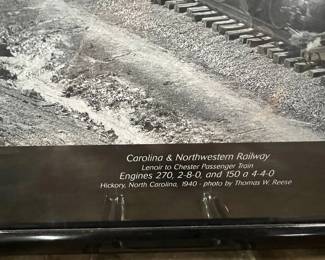 Carolina & Northwestern Railway
Lenoir to Chester Passenger Train
Engines 270, 2-8-0, and 150 a 4-4-0
Hickory, North Carolina, 1940 - photo by Thomas W. Reese